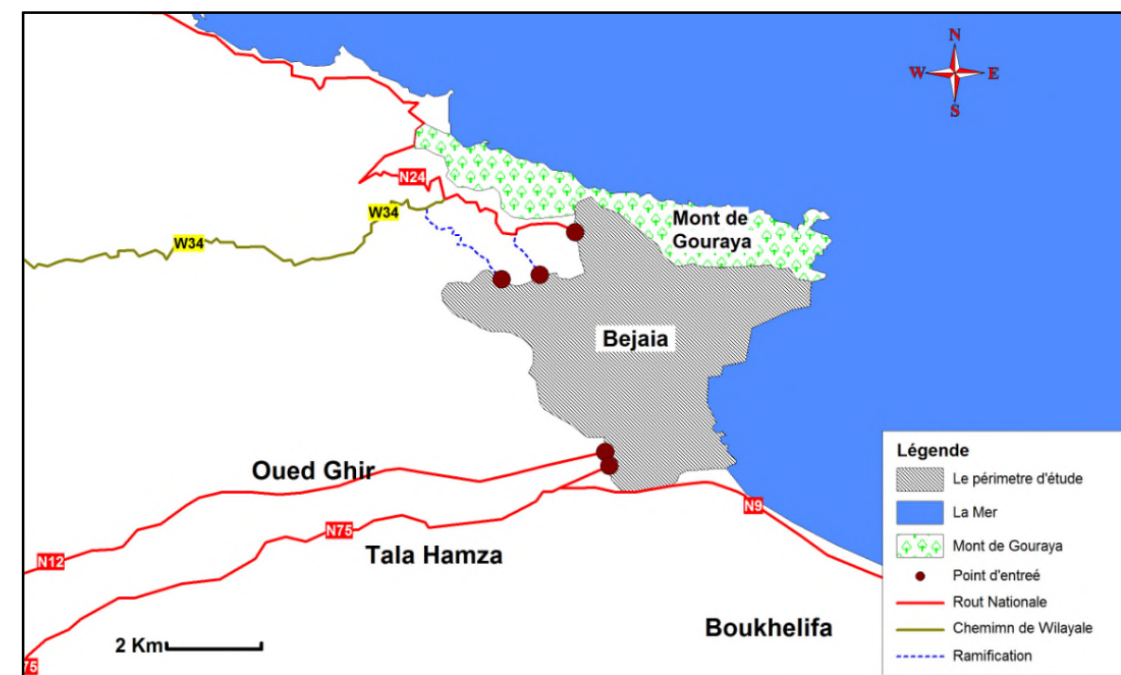 N
W E
S
N24
W34
W34
Mont de
Gouraya
Bejaia
Oued Ghir
N75
N9
N12
Tala Hamza
Boukhelifa
2 Km
75
Légende
Le périmetre d'étude
La Mer
Mont de Gouraya
Point d'entreé
Rout Nationale
Chemimn de Wilayale
Ramification